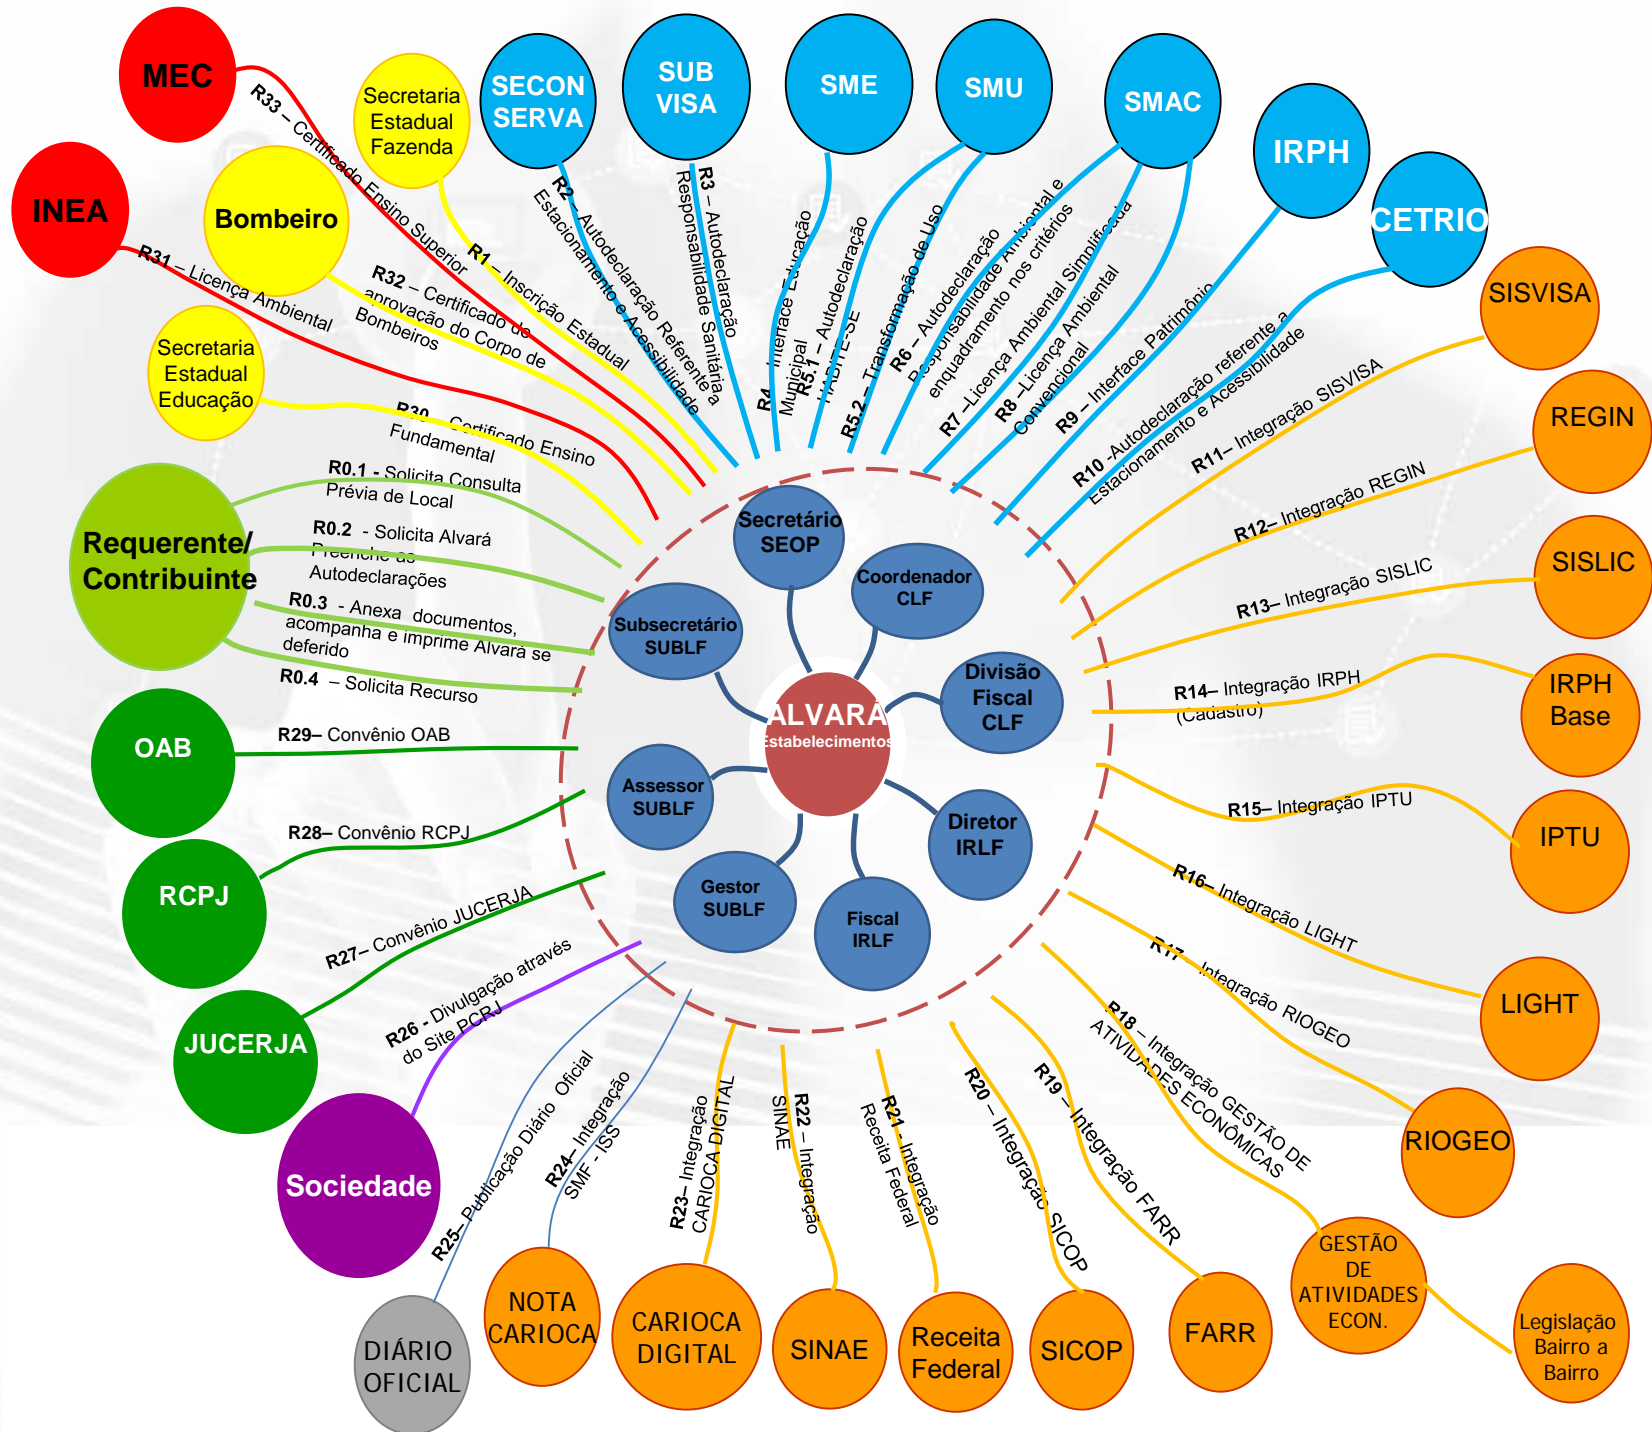 MEC
INEA
Secretaria
Estadual
Fazenda
Bombeiro
Secretaria
Estadual
Educação
SECON
SERVA
SUB
VISA
SME
SMU
SMAC
IRPH
CETRIO
SISVISA
REGIN
SISLIC
IRPH
Base
IPTU
LIGHT
RIOGEO
GESTÃO
DE
ATIVIDADES
ECON.
Legislação
Bairro a
Bairro
FARR
SICOP
Receita
Federal
SINAE
CARIOCA
DIGITAL
NOTA
CARIOCA
DIÁRIO
OFICIAL
Sociedade
JUCERJA
RCPJ
OAB
Requerente/
Contribuinte
R33 – Certificado Ensino Superior
R31 – Licença Ambiental
R32 – Certificado de
aprovação do Corpo de
Bombeiros
R1 – Inscrição Estadual
R30 – Certificado Ensino
Fundamental
R0.1 - Solicita Consulta
Prévia de Local
R0.2 - Solicita Alvará
Preenche as
Autodeclarações
R0.3 - Anexa documentos,
acompanha e imprime Alvará se
deferido
R0.4 – Solicita Recurso
R29– Convênio OAB
R28– Convênio RCPJ
R27– Convênio JUCERJA
R26 - Divulgação através
do Site PCRJ
R25– Publicação Diário Oficial
R24– Integração
SMF - ISS
R23– Integração
CARIOCA DIGITAL
R22 – Integração
SINAE
R21 - Integração
Receita Federal
R20 – Integração SICOP
R19 – Integração FARR
R18 – Integração GESTÃO DE
ATIVIDADES ECONÔMICAS
R17 – Integração RIOGEO
R16– Integração LIGHT
R15– Integração IPTU
R14– Integração IRPH
(Cadastro)
R13– Integração SISLIC
R12– Integração REGIN
R11– Integração SISVISA
R10 -Autodeclaração referente a
Estacionamento e Acessibilidade
R9 – Interface Patrimônio
R8 –Licença Ambiental
Convencional
R7 –Licença Ambiental Simplificada
R6 – Autodeclaração
Responsabilidade Ambiental e
enquadramento nos critérios
R5.2 – Transformação de Uso
R5.1 – Autodeclaração
HABITE-SE
R4 – Interface Educação
Municipal
R3 – Autodeclaração
Responsabilidade Sanitária
R2 – Autodeclaração Referente a
Estacionamento e Acessibilidade
Secretário
SEOP
Coordenador
CLF
Subsecretário
SUBLF
Divisão
Fiscal
CLF
ALVARÁ
Estabelecimentos
Assessor
SUBLF
Diretor
IRLF
Gestor
SUBLF
Fiscal
IRLF